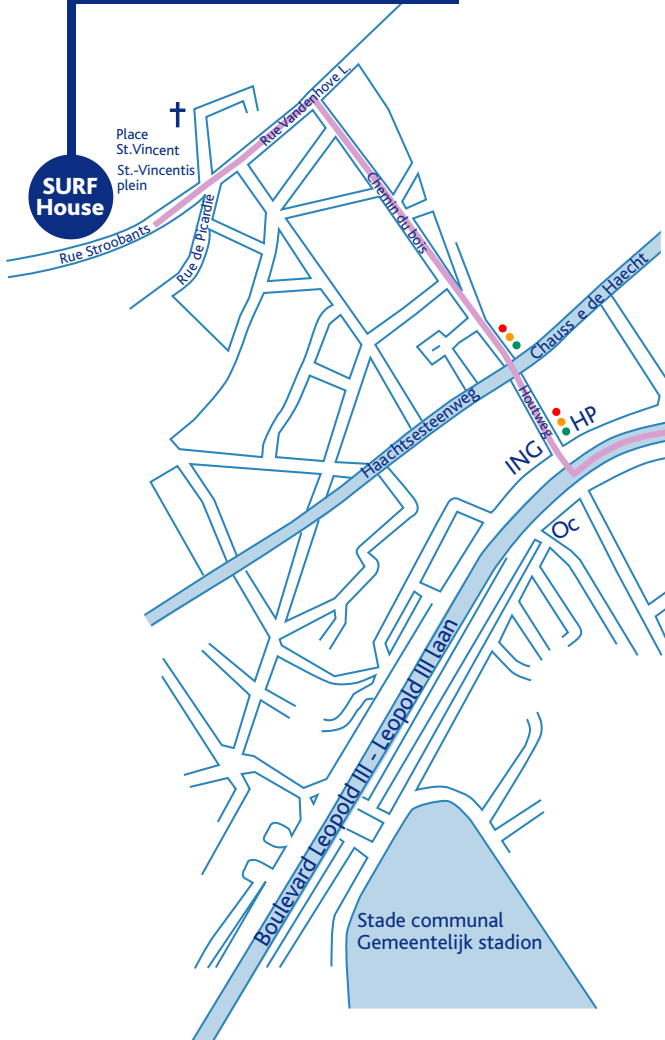 Rue Vandenhove L.
Place
St.Vincent
St.-Vincentis
plein
SURF
House
Rue Stroobants
Rue de Picardie
Chemin du bois
Chauss e de Haecht
Haachtsesteenweg
Houtweg
HP
ING
Oc
Boulevard Leopold III - Leopold III laan
Stade communal
Gemeentelijk stadion